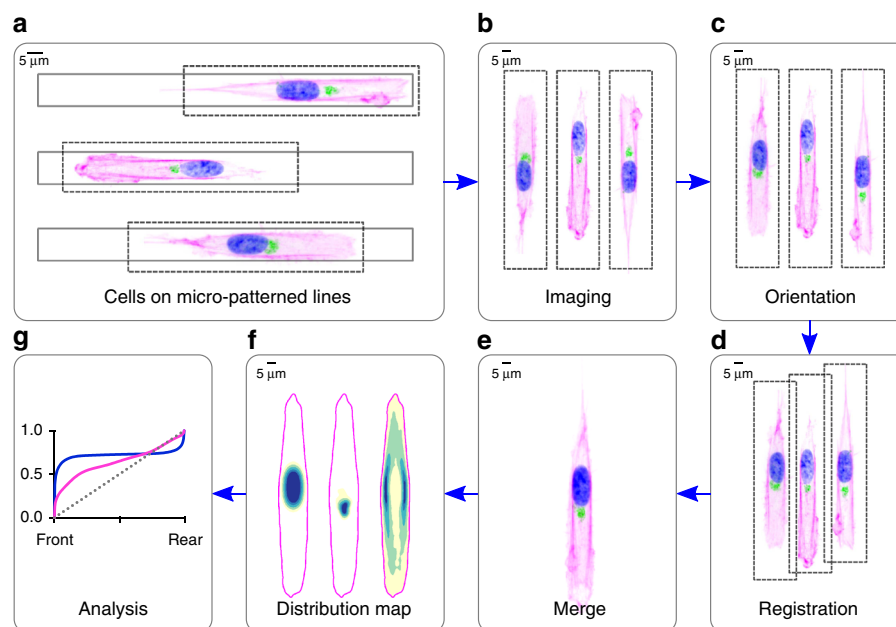 a
5 μm
Cells on micro-patterned lines
b
5 μm
Imaging
c
5 μm
Orientation
g
1.0
0.5
0.0
Front Rear
Analysis
f
5 μm
Distribution map
e
5 μm
Merge
d
5 μm
Registration